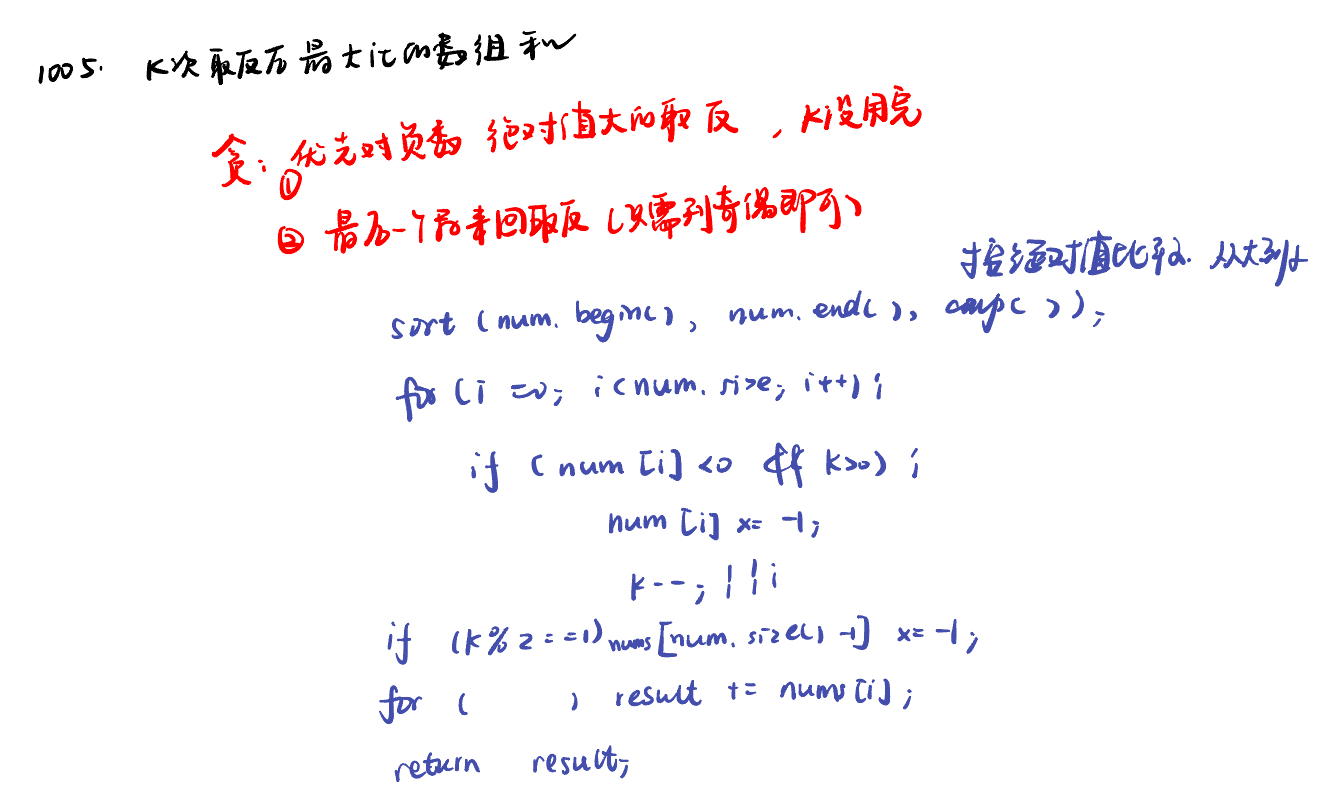 1005. K次取反后最大化的数组和
贪: ①优先对负数 绝对值大的取反, K没用完
② 最后一个元素来回取反 (只需到奇偶即可)
按绝对值比较. 从大到小
sort (num. begin( ), num. end( ), cmp( ) );
for (i =0; i<num. size; i++) ;
if ( num [i] <0 && K>0) ;
num [i] x= -1;
k--;
if (K%2==1) nums [num. size( ) -1] x= -1;
for ( ) result += nums [i];
return result;